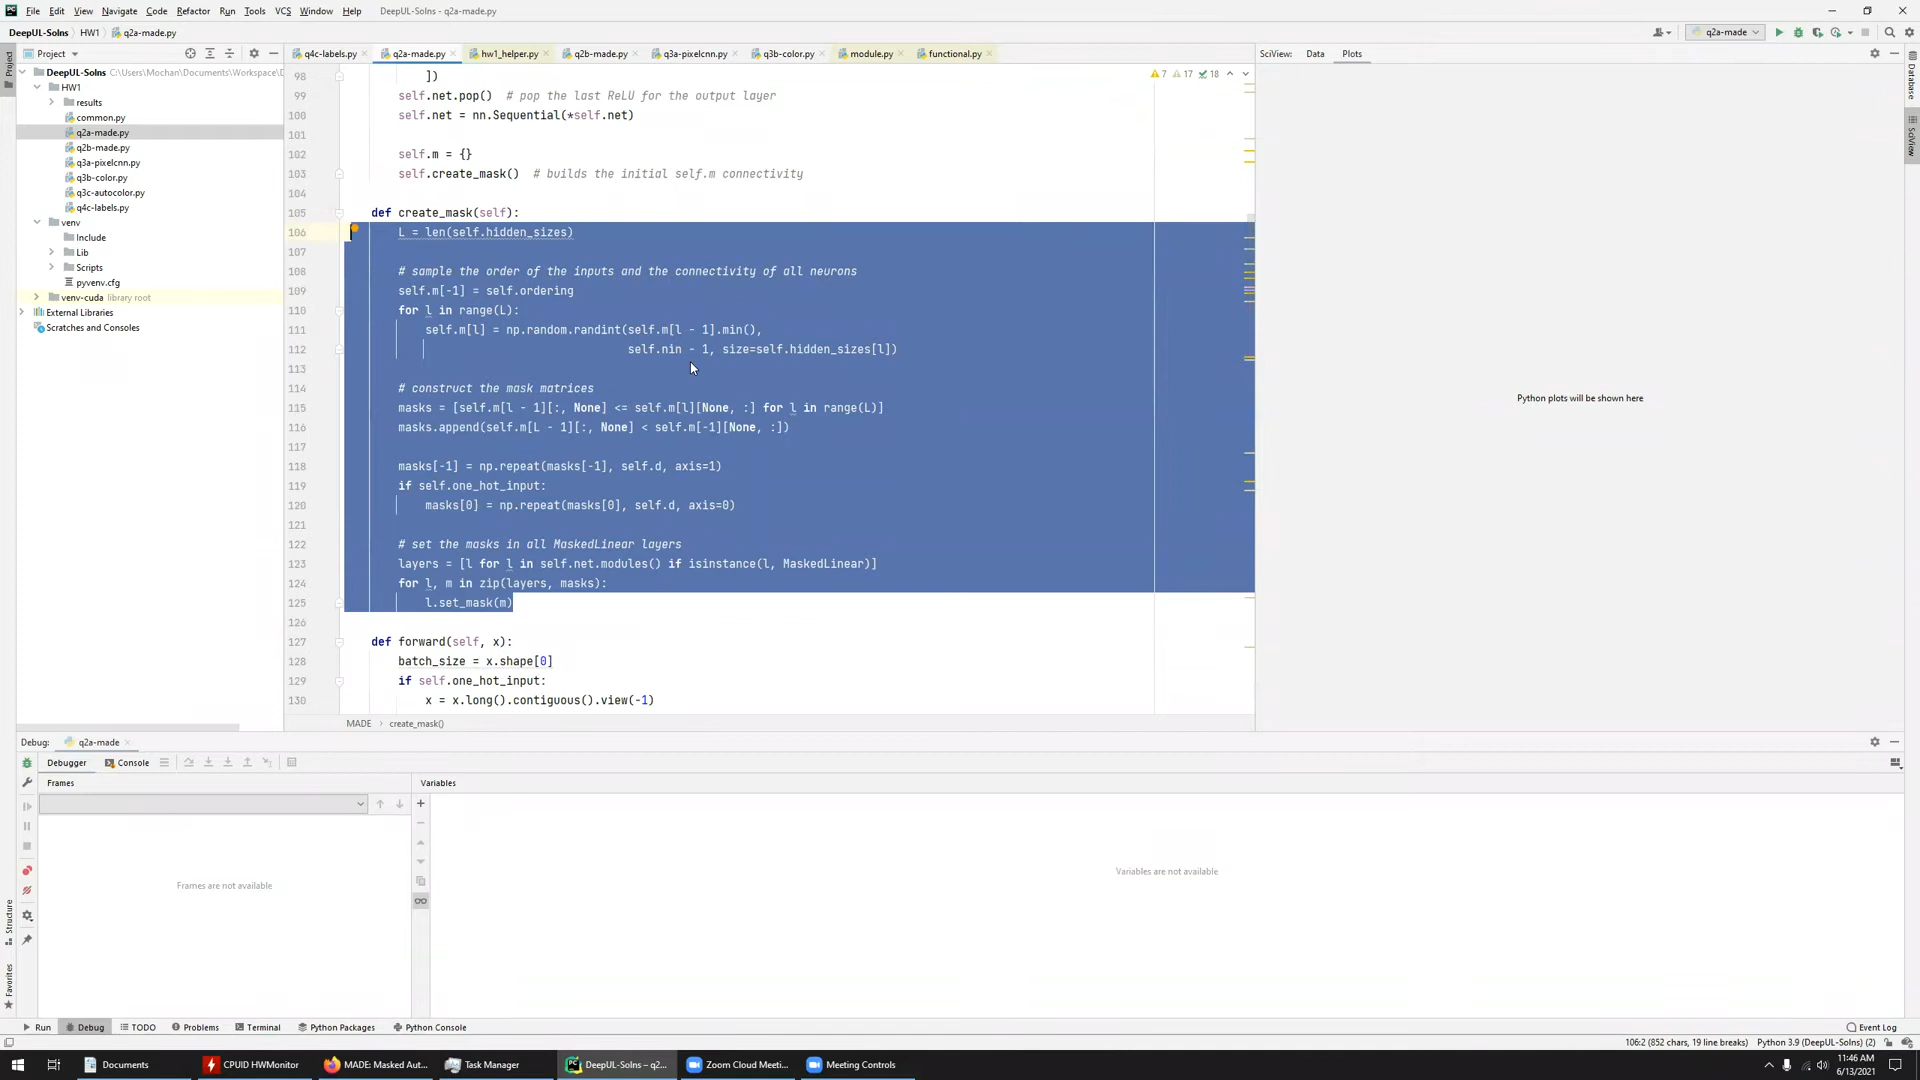 File Edit View Navigate Code Refactor Run Tools VCS Window Help DeepUL-Solns - q2a-made.py
DeepUL-Solns HW1 q2a-made.py q2a-made
Project q4c-labels.py q2a-made.py hw1_helper.py q2b-made.py q3a-pixelcnn.py q3b-color.py module.py functional.py SciView: Data Plots
DeepUL-Solns C:\Users\Mochan\Documents\Workspace\D
HW1
results
common.py
q2a-made.py
q2b-made.py
q3a-pixelcnn.py
q3b-color.py
q3c-autocolor.py
q4c-labels.py
venv
Include
Lib
Scripts
pyvenv.cfg
venv-cuda library root
External Libraries
Scratches and Consoles
Project
Structure
Favorites
7 17 18
98 ])
99 self.net.pop()  # pop the last ReLU for the output layer
100 self.net = nn.Sequential(*self.net)
101
102 self.m = {}
103 self.create_mask()  # builds the initial self.m connectivity
104
105 def create_mask(self):
106 L = len(self.hidden_sizes)
107
108 # sample the order of the inputs and the connectivity of all neurons
109 self.m[-1] = self.ordering
110 for l in range(L):
111 self.m[l] = np.random.randint(self.m[l - 1].min(),
112 self.nin - 1, size=self.hidden_sizes[l])
113
114 # construct the mask matrices
115 masks = [self.m[l - 1][:, None] <= self.m[l][None, :] for l in range(L)]
116 masks.append(self.m[L - 1][:, None] < self.m[-1][None, :])
117
118 masks[-1] = np.repeat(masks[-1], self.d, axis=1)
119 if self.one_hot_input:
120 masks[0] = np.repeat(masks[0], self.d, axis=0)
121
122 # set the masks in all MaskedLinear layers
123 layers = [l for l in self.net.modules() if isinstance(l, MaskedLinear)]
124 for l, m in zip(layers, masks):
125 l.set_mask(m)
126
127 def forward(self, x):
128 batch_size = x.shape[0]
129 if self.one_hot_input:
130 x = x.long().contiguous().view(-1)
MADE create_mask()
Python plots will be shown here
Database
SciView
Debug: q2a-made
Debugger Console
Frames Variables
Frames are not available
Variables are not available
Run Debug TODO Problems Terminal Python Packages Python Console Event Log
106:2 (852 chars, 19 line breaks) Python 3.9 (DeepUL-Solns) (2)
Documents CPUID HWMonitor MADE: Masked Aut... Task Manager DeepUL-Solns – q2... Zoom Cloud Meeti... Meeting Controls 11:46 AM
6/13/2021